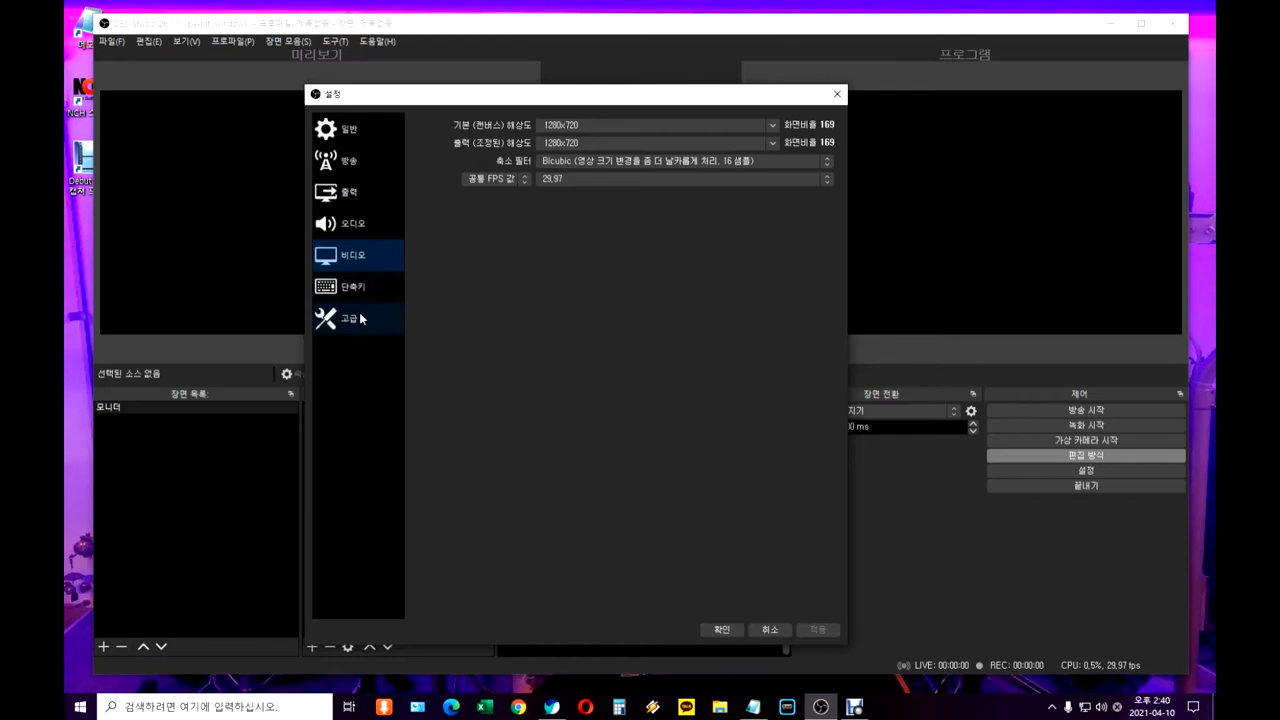 파일(F) 편집(E) 보기(V) 프로파일(P) 장면 모음(S) 도구(T) 도움말(H)
미리보기
프로그램
설정
일반
방송
출력
오디오
비디오
단축키
고급
기본 (캔버스) 해상도 1280x720 화면비율 169
출력 (조정된) 해상도 1280x720 화면비율 169
축소 필터 Bicubic (영상 크기 변경을 좀 더 날카롭게 처리, 16 샘플)
공통 FPS 값 29,97
확인 취소 적용
선택된 소스 없음
장면 목록:
모니더
장면 전환
지기
00 ms
제어
방송 시작
녹화 시작
가상 카메라 시작
편집 방식
설정
끝내기
LIVE: 00:00:00 REC: 00:00:00 CPU: 0,5%, 29,97 fps
검색하려면 여기에 입력하십시오.
오후 2:40
2021-04-10